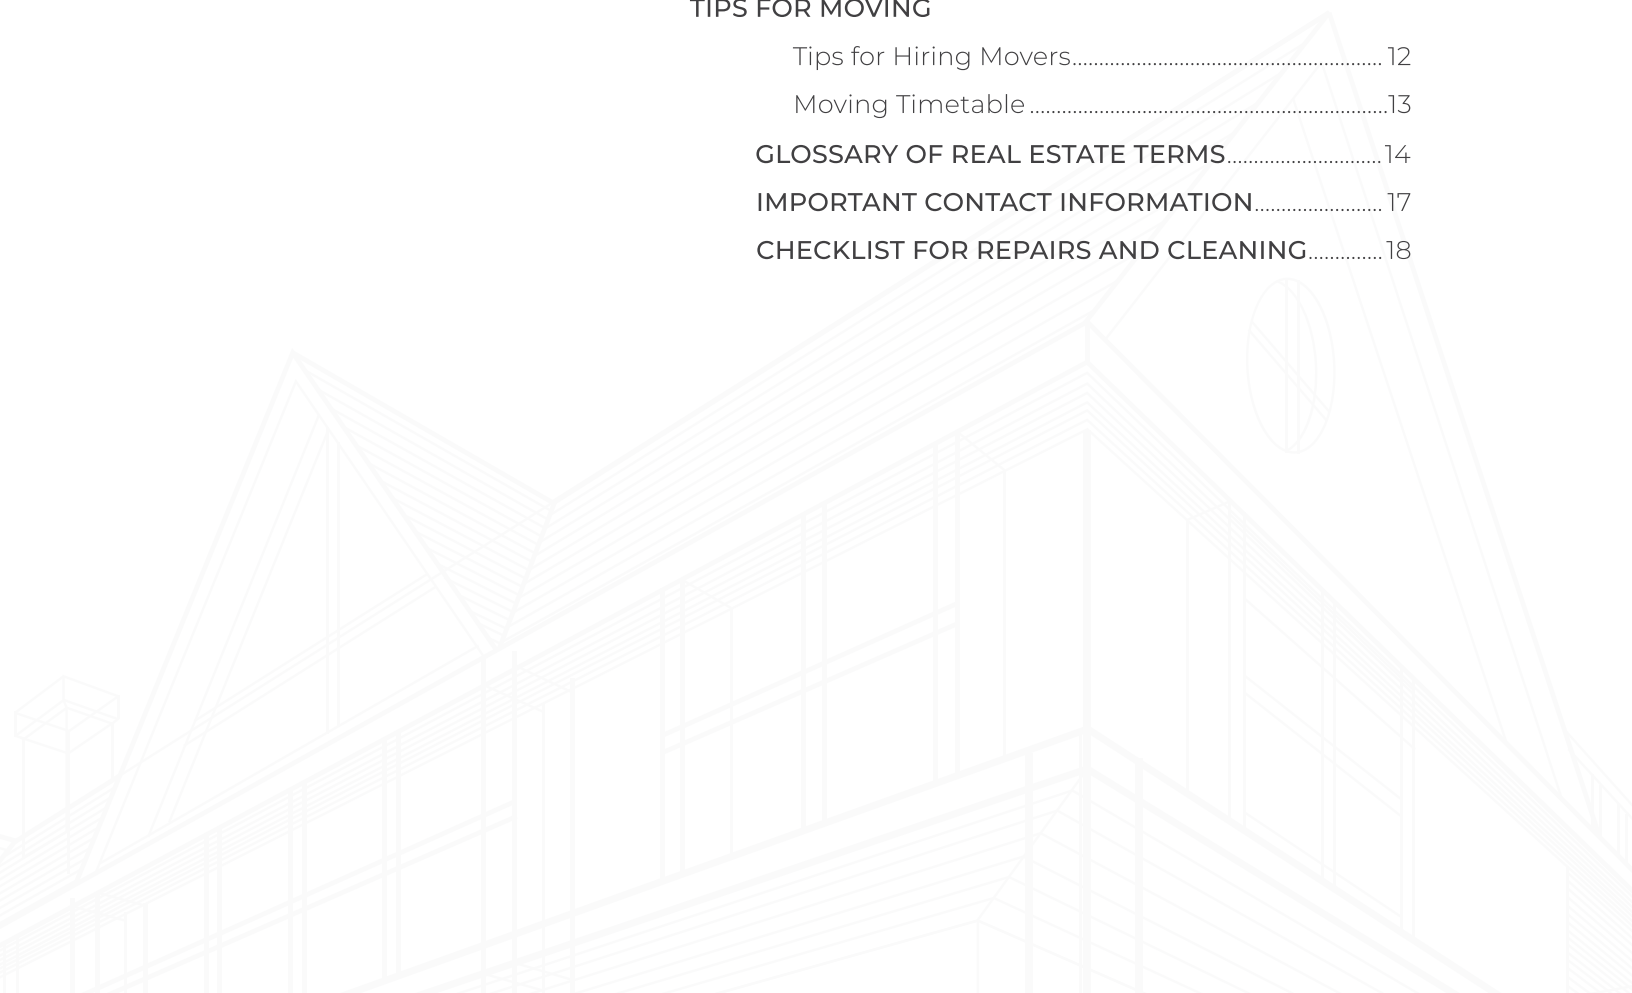 TIPS FOR MOVING
Tips for Hiring Movers........................................................... 12
Moving Timetable ....................................................................13
GLOSSARY OF REAL ESTATE TERMS............................. 14
IMPORTANT CONTACT INFORMATION........................ 17
CHECKLIST FOR REPAIRS AND CLEANING.............. 18